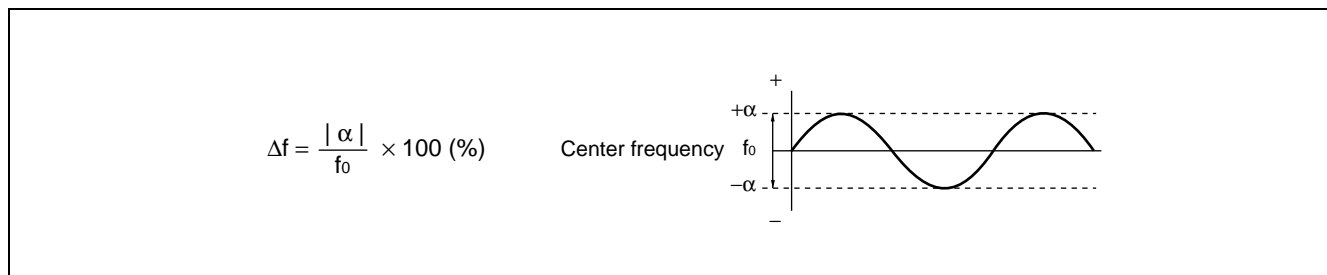 Δf = | α | / f0 × 100 (%)
Center frequency
+
+α
f0
−α
−